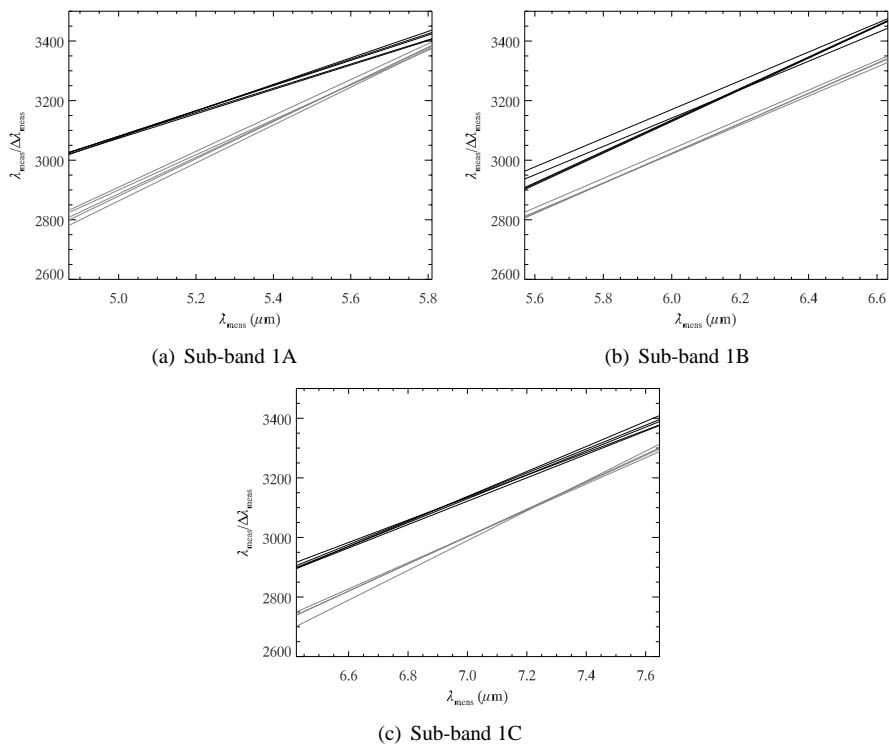 3400
3200
3000
2800
2600
λmeas/Δλmeas
5.0 5.2 5.4 5.6 5.8
λmeas (μm)
(a) Sub-band 1A
3400
3200
3000
2800
2600
λmeas/Δλmeas
5.6 5.8 6.0 6.2 6.4 6.6
λmeas (μm)
(b) Sub-band 1B
3400
3200
3000
2800
2600
λmeas/Δλmeas
6.6 6.8 7.0 7.2 7.4 7.6
λmeas (μm)
(c) Sub-band 1C